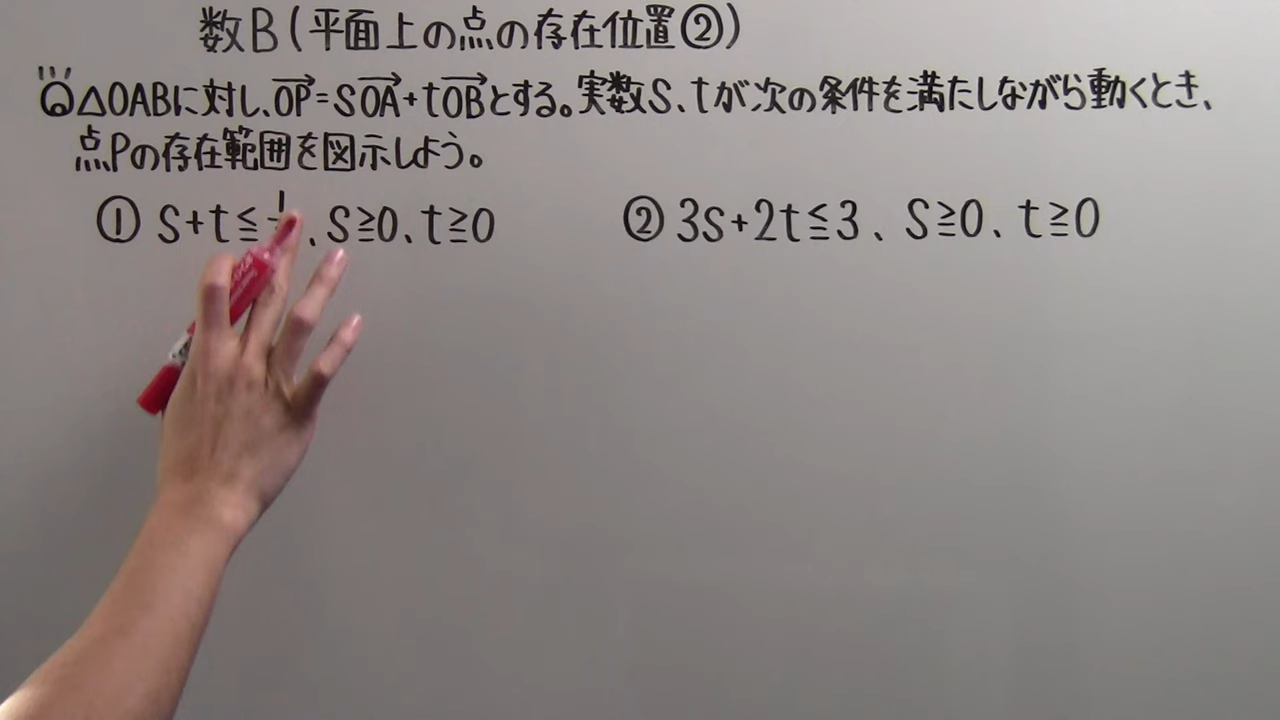 数B(平面上の点の存在位置②)
Q △OABに対し、OP=sOA+tOBとする。実数s、tが次の条件を満たしながら動くとき、
点Pの存在範囲を図示しよう。
① s+t≦1/ 、s≧0、t≧0
② 3s+2t≦3、s≧0、t≧0